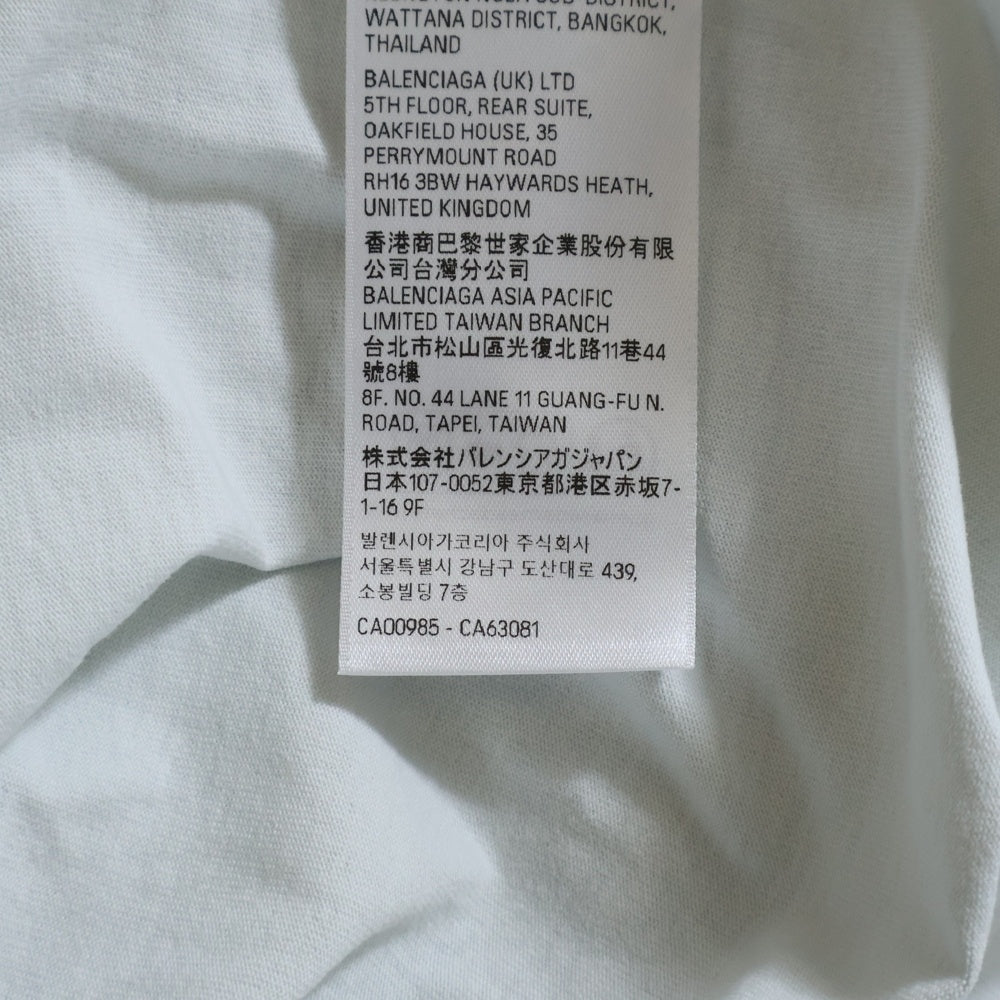 DISTRICT,
WATTANA DISTRICT, BANGKOK,
THAILAND
BALENCIAGA (UK) LTD
5TH FLOOR, REAR SUITE,
OAKFIELD HOUSE, 35
PERRYMOUNT ROAD
RH16 3BW HAYWARDS HEATH,
UNITED KINGDOM
香港商巴黎世家企業股份有限
公司台灣分公司
BALENCIAGA ASIA PACIFIC
LIMITED TAIWAN BRANCH
台北市松山區光復北路11巷44
號8樓
8F. NO. 44 LANE 11 GUANG-FU N.
ROAD, TAPEI, TAIWAN
株式会社バレンシアガジャパン
日本107-0052東京都港区赤坂7-
1-16 9F
발렌시아가코리아 주식회사
서울특별시 강남구 도산대로 439,
소봉빌딩 7층
CA00985 - CA63081